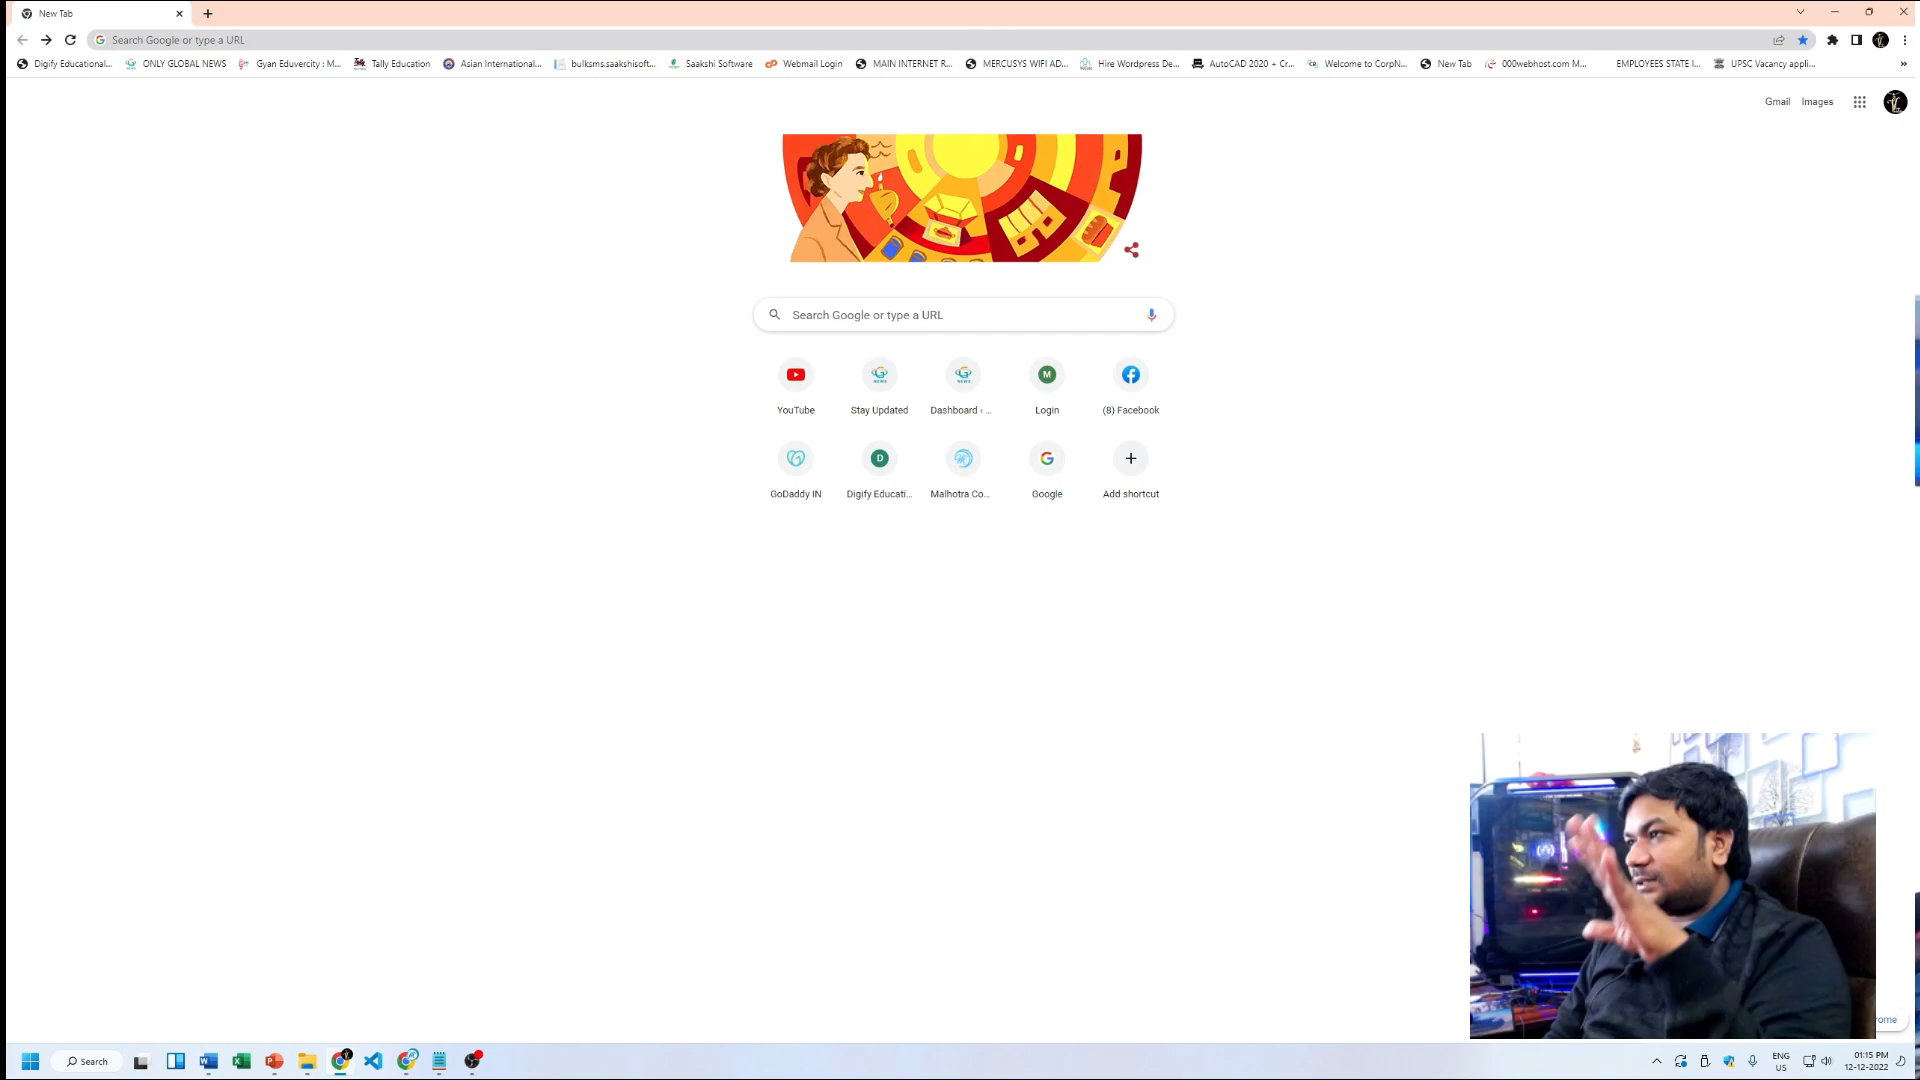 New Tab
Search Google or type a URL
Digify Educational...
ONLY GLOBAL NEWS
Gyan Eduvercity : M...
Tally Education
Asian International...
bulksms.saakshisoft...
Saakshi Software
Webmail Login
MAIN INTERNET R...
MERCUSYS WIFI AD...
Hire Wordpress De...
AutoCAD 2020 + Cr...
Welcome to CorpN...
New Tab
000webhost.com M...
EMPLOYEES STATE I...
UPSC Vacancy appli...
Gmail
Images
Search Google or type a URL
YouTube
Stay Updated
Dashboard ‹ ...
Login
(8) Facebook
GoDaddy IN
Digify Educati...
Malhotra Co...
Google
Add shortcut
rome
Search
ENG
US
01:15 PM
12-12-2022